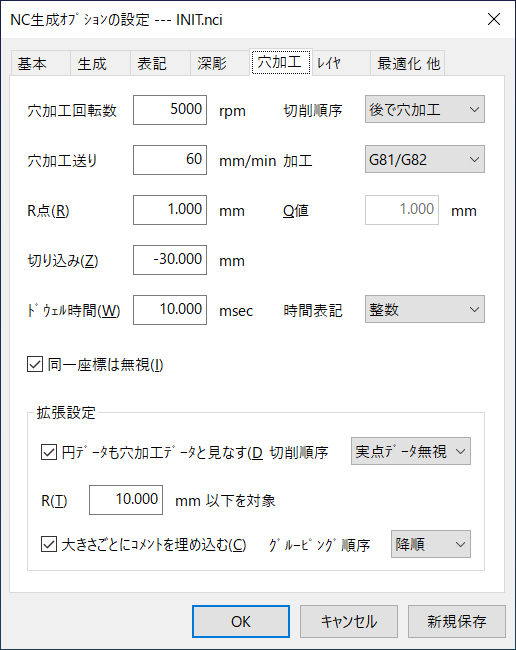 NC生成ｵﾌﾟｼｮﾝの設定 --- INIT.nci
基本 生成 表記 深彫 穴加工 ﾚｲﾔ 最適化 他
穴加工回転数 5000 rpm 切削順序 後で穴加工
穴加工送り 60 mm/min 加工 G81/G82
R点(R) 1.000 mm Q値 1.000 mm
切り込み(Z) -30.000 mm
ﾄﾞｳｪﾙ時間(W) 10.000 msec 時間表記 整数
同一座標は無視(I)
拡張設定
円ﾃﾞｰﾀも穴加工ﾃﾞｰﾀと見なす(D 切削順序 実点ﾃﾞｰﾀ無視
R(T) 10.000 mm 以下を対象
大きさごとにｺﾒﾝﾄを埋め込む(C) ｸﾞﾙｰﾋﾟﾝｸﾞ順序 降順
OK ｷｬﾝｾﾙ 新規保存